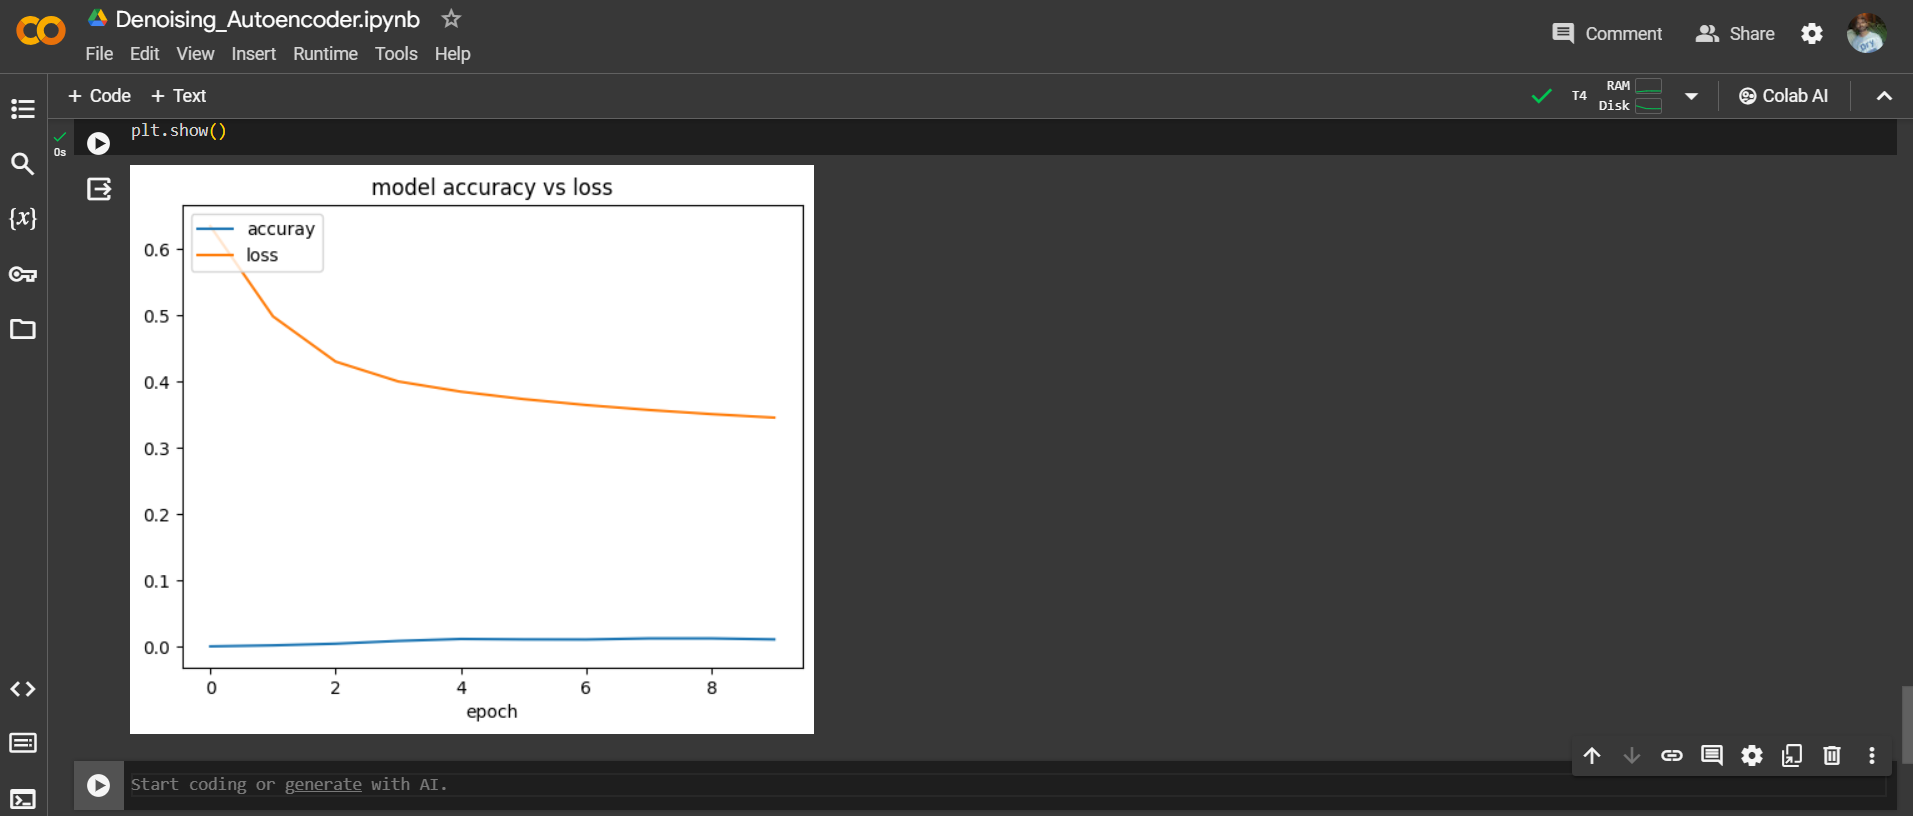 Denoising_Autoencoder.ipynb
File Edit View Insert Runtime Tools Help
Comment Share
+ Code + Text
T4 RAM Disk
Colab AI
0s
plt.show()
{x}
model accuracy vs loss
accuray
loss
0.6
0.5
0.4
0.3
0.2
0.1
0.0
0 2 4 6 8
epoch
Start coding or generate with AI.